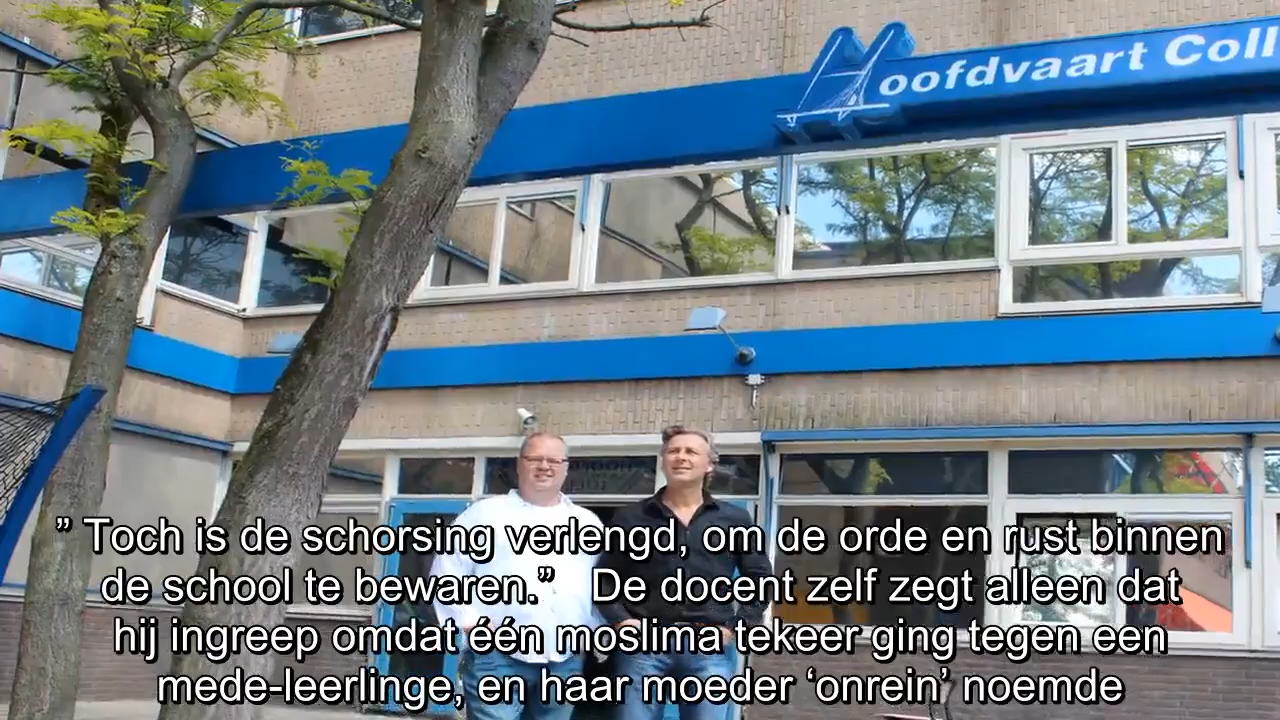 Hoofdvaart Coll
” Toch is de schorsing verlengd, om de orde en rust binnen
de school te bewaren.” De docent zelf zegt alleen dat
hij ingreep omdat één moslima tekeer ging tegen een
mede-leerlinge, en haar moeder ‘onrein’ noemde